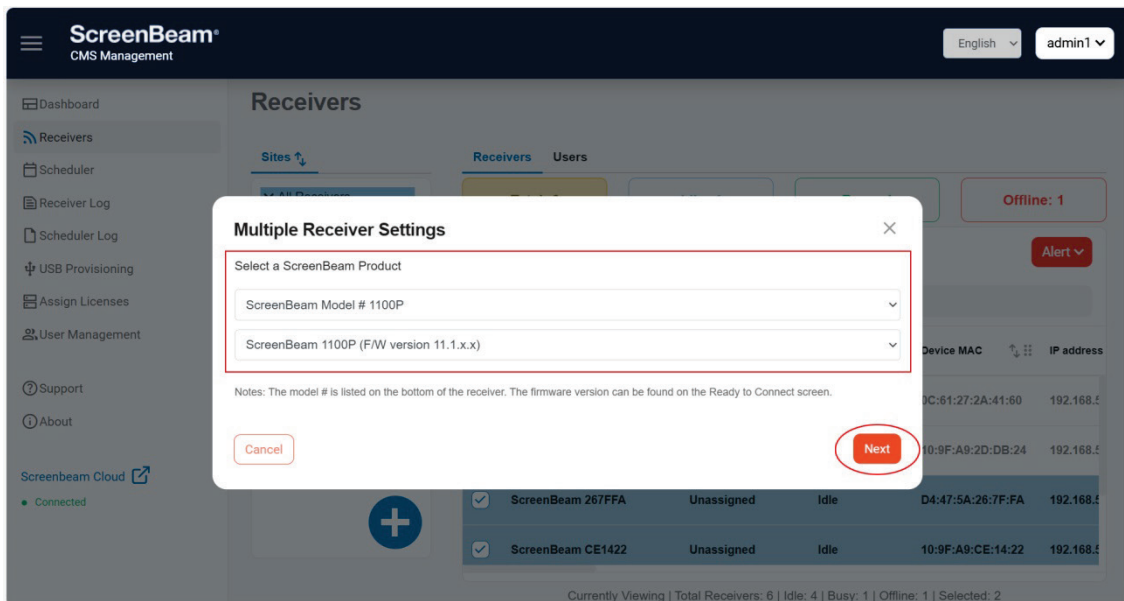 ScreenBeam®
CMS Management
English
admin1
Dashboard
Receivers
Scheduler
Receiver Log
Scheduler Log
USB Provisioning
Assign Licenses
User Management
Support
About
Screenbeam Cloud
Connected
Receivers
Sites
Receivers Users
All Receivers
Offline: 1
Alert
Multiple Receiver Settings
Select a ScreenBeam Product
ScreenBeam Model # 1100P
ScreenBeam 1100P (F/W version 11.1.x.x)
Notes: The model # is listed on the bottom of the receiver. The firmware version can be found on the Ready to Connect screen.
Cancel
Next
Device MAC IP address
0C:61:27:2A:41:60 192.168.5
10:9F:A9:2D:DB:24 192.168.5
ScreenBeam 267FFA Unassigned Idle D4:47:5A:26:7F:FA 192.168.5
ScreenBeam CE1422 Unassigned Idle 10:9F:A9:CE:14:22 192.168.5
Currently Viewing | Total Receivers: 6 | Idle: 4 | Busy: 1 | Offline: 1 | Selected: 2